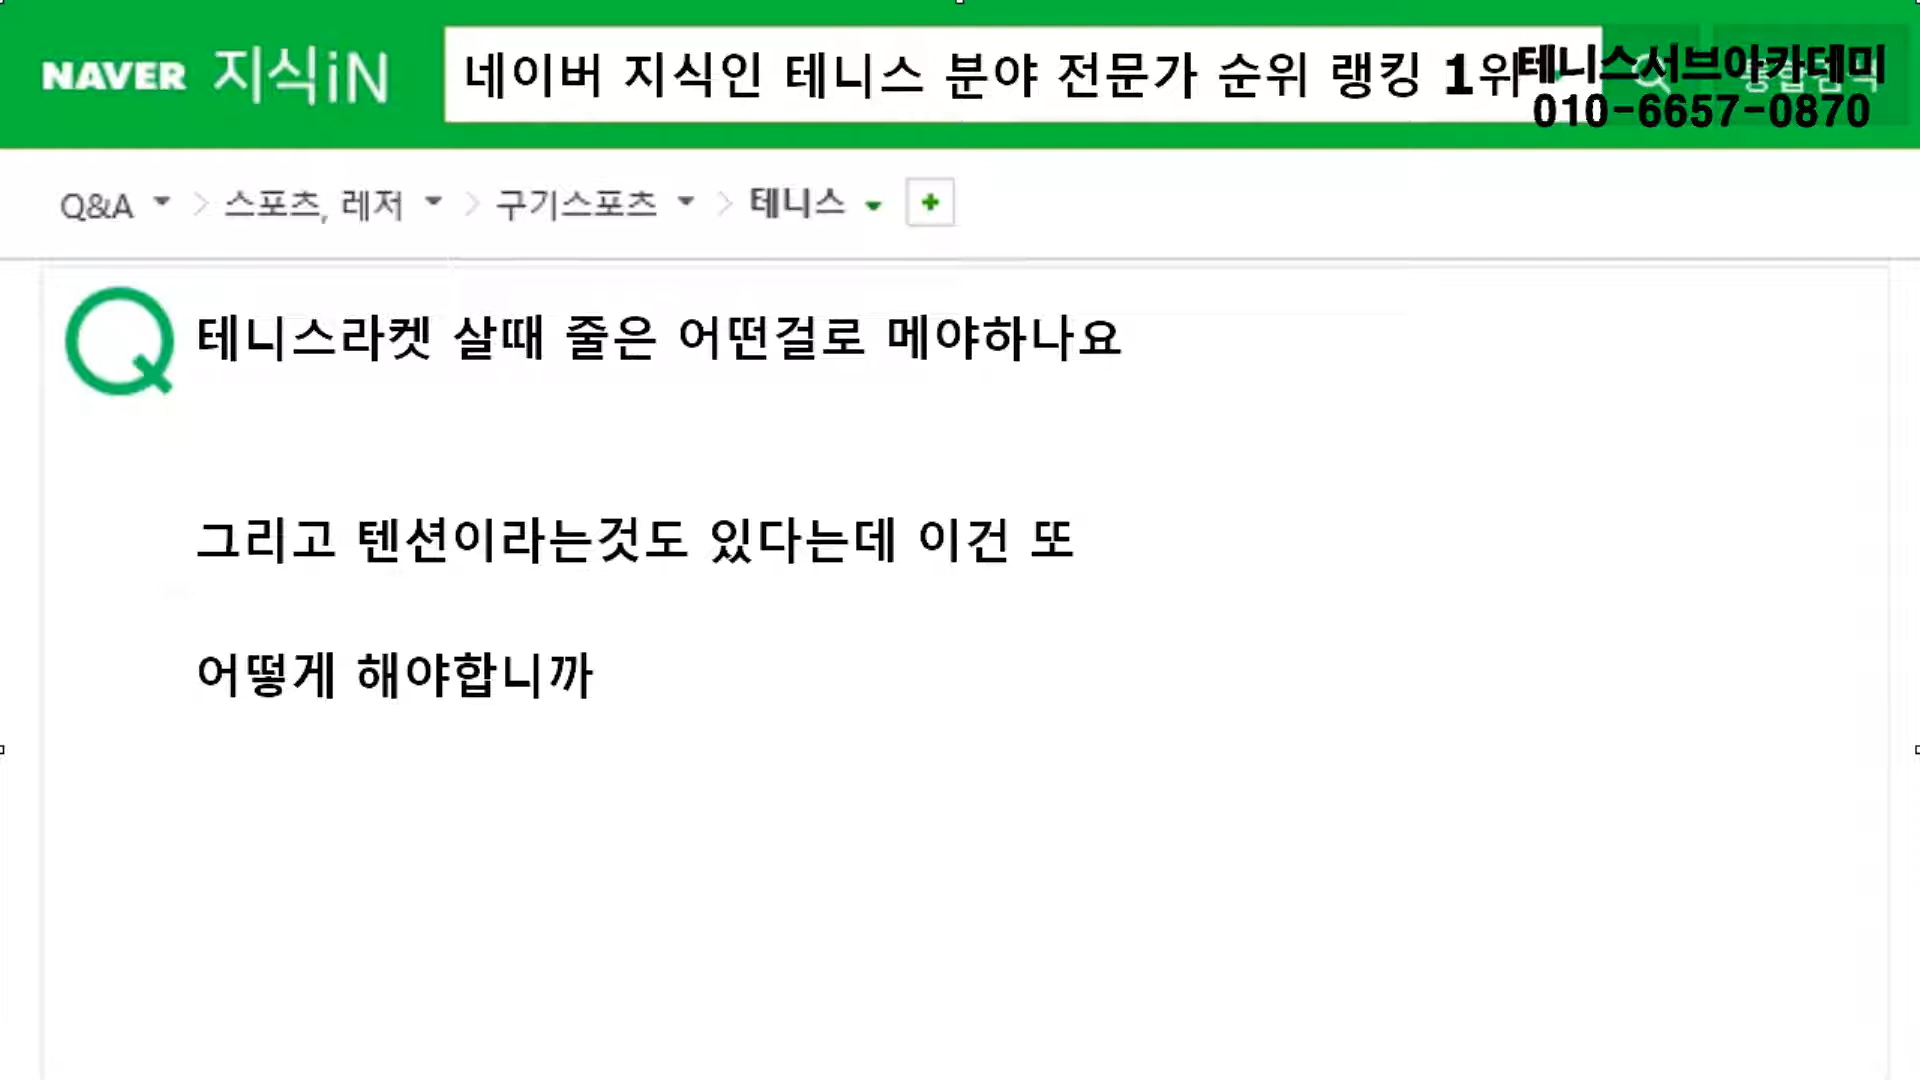 NAVER 지식iN
네이버 지식인 테니스 분야 전문가 순위 랭킹 1위
테니스서브아카데미
010-6657-0870
Q&A 스포츠, 레저 구기스포츠 테니스 +
Q 테니스라켓 살때 줄은 어떤걸로 메야하나요
그리고 텐션이라는것도 있다는데 이건 또
어떻게 해야합니까